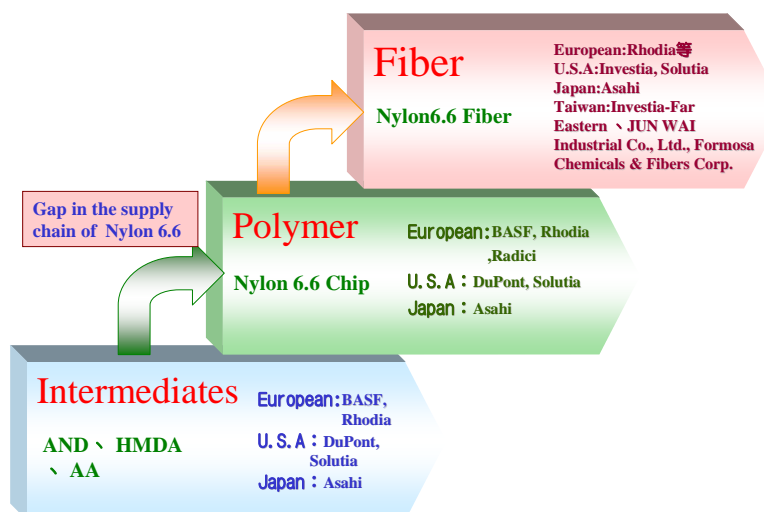 Fiber
Nylon6.6 Fiber
European:Rhodia等
U.S.A:Investia, Solutia
Japan:Asahi
Taiwan:Investia-Far
Eastern 、JUN WAI
Industrial Co., Ltd., Formosa
Chemicals & Fibers Corp.
Gap in the supply
chain of Nylon 6.6
Polymer
Nylon 6.6 Chip
European:BASF, Rhodia
,Radici
U.S.A：DuPont, Solutia
Japan：Asahi
Intermediates
AND、 HMDA
、 AA
European:BASF,
Rhodia
U.S.A：DuPont,
Solutia
Japan：Asahi